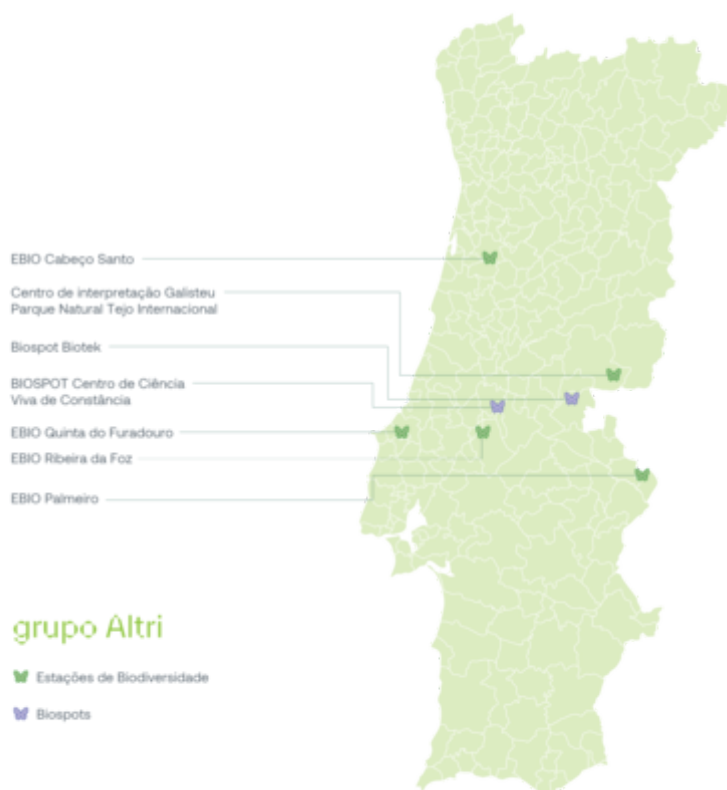 EBIO Cabeço Santo
Centro de interpretação Galisteu
Parque Natural Tejo Internacional
Biospot Biotek
BIOSPOT Centro de Ciência
Viva de Constância
EBIO Quinta do Furadouro
EBIO Ribeira da Foz
EBIO Palmeiro
grupo Altri
Estações de Biodiversidade
Biospots